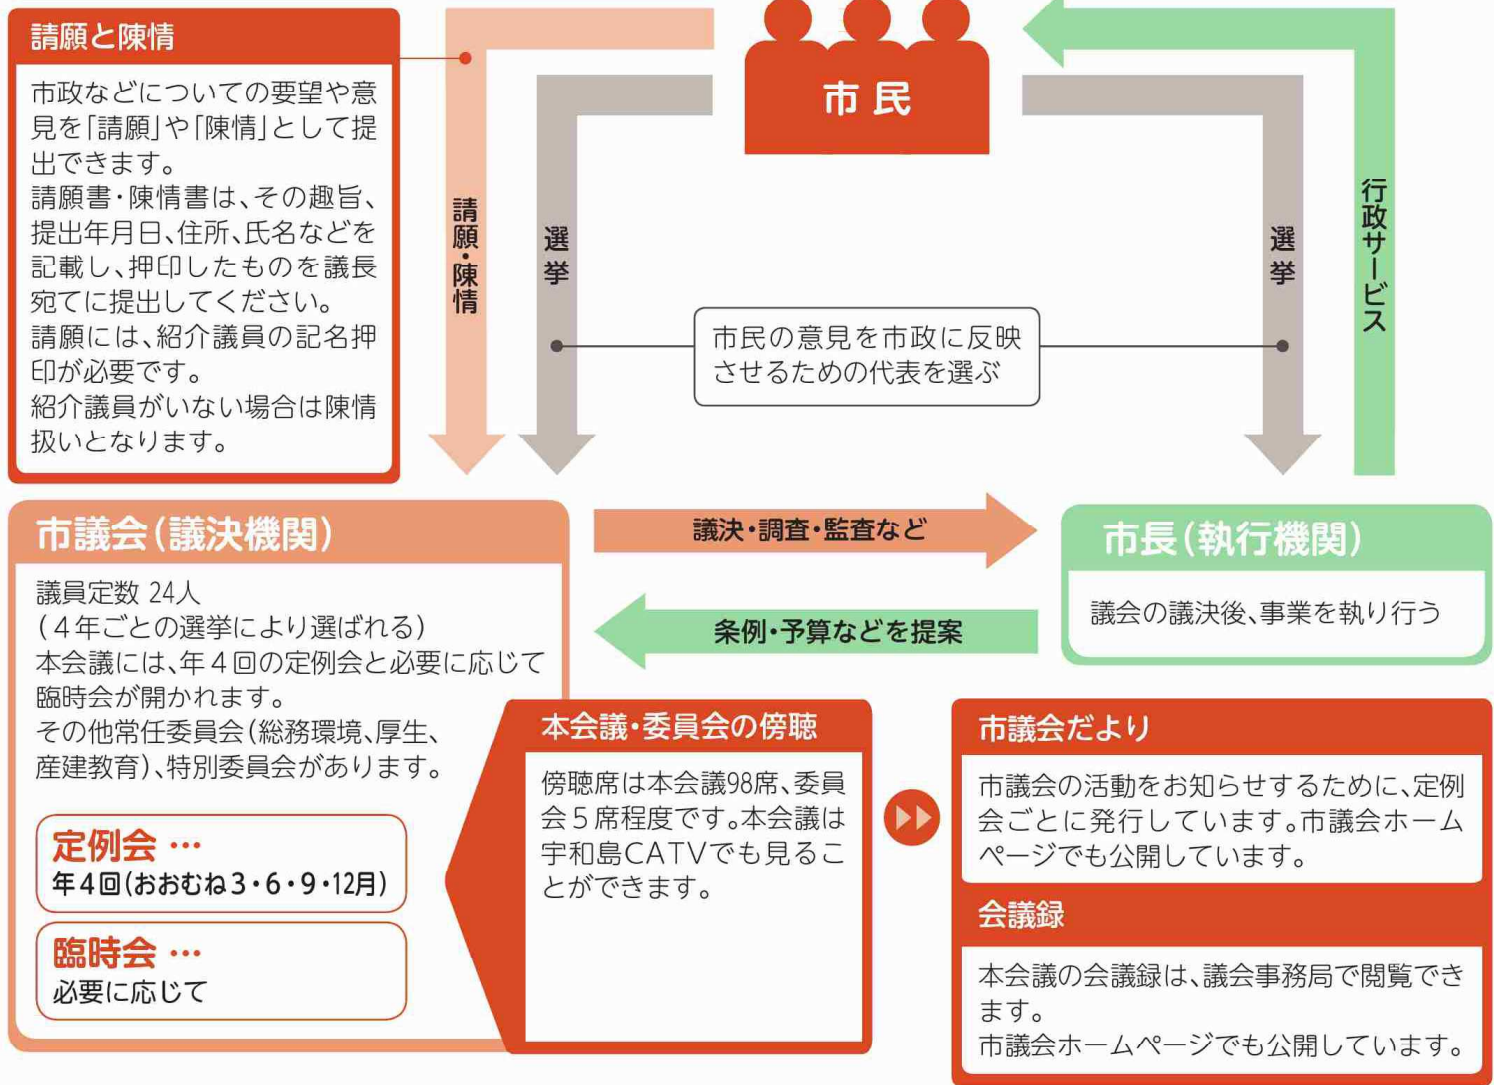 請願と陳情
市政などについての要望や意
見を「請願」や「陳情」として提
出できます。
請願書・陳情書は、その趣旨、
提出年月日、住所、氏名などを
記載し、押印したものを議長
宛てに提出してください。
請願には、紹介議員の記名押
印が必要です。
紹介議員がいない場合は陳情
扱いとなります。
市民
請願・陳情
選挙
選挙
行政サービス
市民の意見を市政に反映
させるための代表を選ぶ
市議会(議決機関)
議員定数 24人
(4年ごとの選挙により選ばれる)
本会議には、年4回の定例会と必要に応じて
臨時会が開かれます。
その他常任委員会(総務環境、厚生、
産建教育)、特別委員会があります。
定例会 …
年4回(おおむね3・6・9・12月)
臨時会 …
必要に応じて
議決・調査・監査など
条例・予算などを提案
市長(執行機関)
議会の議決後、事業を執り行う
本会議・委員会の傍聴
傍聴席は本会議98席、委員
会5席程度です。本会議は
宇和島CATVでも見るこ
とができます。
市議会だより
市議会の活動をお知らせするために、定例
会ごとに発行しています。市議会ホーム
ページでも公開しています。
会議録
本会議の会議録は、議会事務局で閲覧でき
ます。
市議会ホームページでも公開しています。